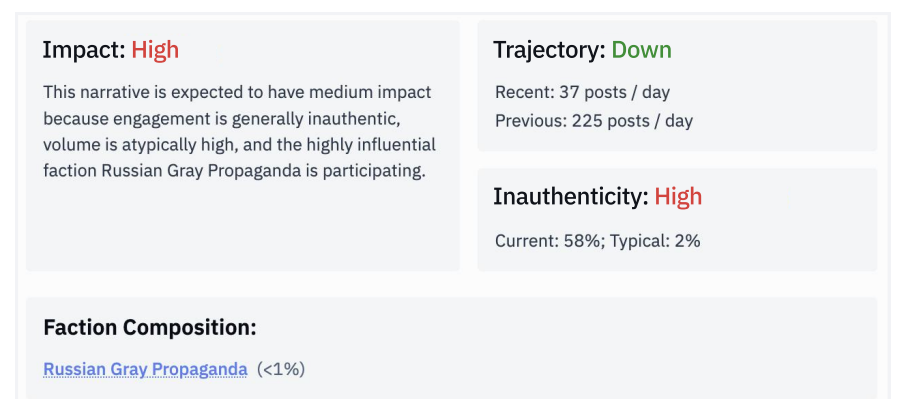 Impact: High
This narrative is expected to have medium impact
because engagement is generally inauthentic,
volume is atypically high, and the highly influential
faction Russian Gray Propaganda is participating.
Trajectory: Down
Recent: 37 posts / day
Previous: 225 posts / day
Inauthenticity: High
Current: 58%; Typical: 2%
Faction Composition:
Russian Gray Propaganda (<1%)